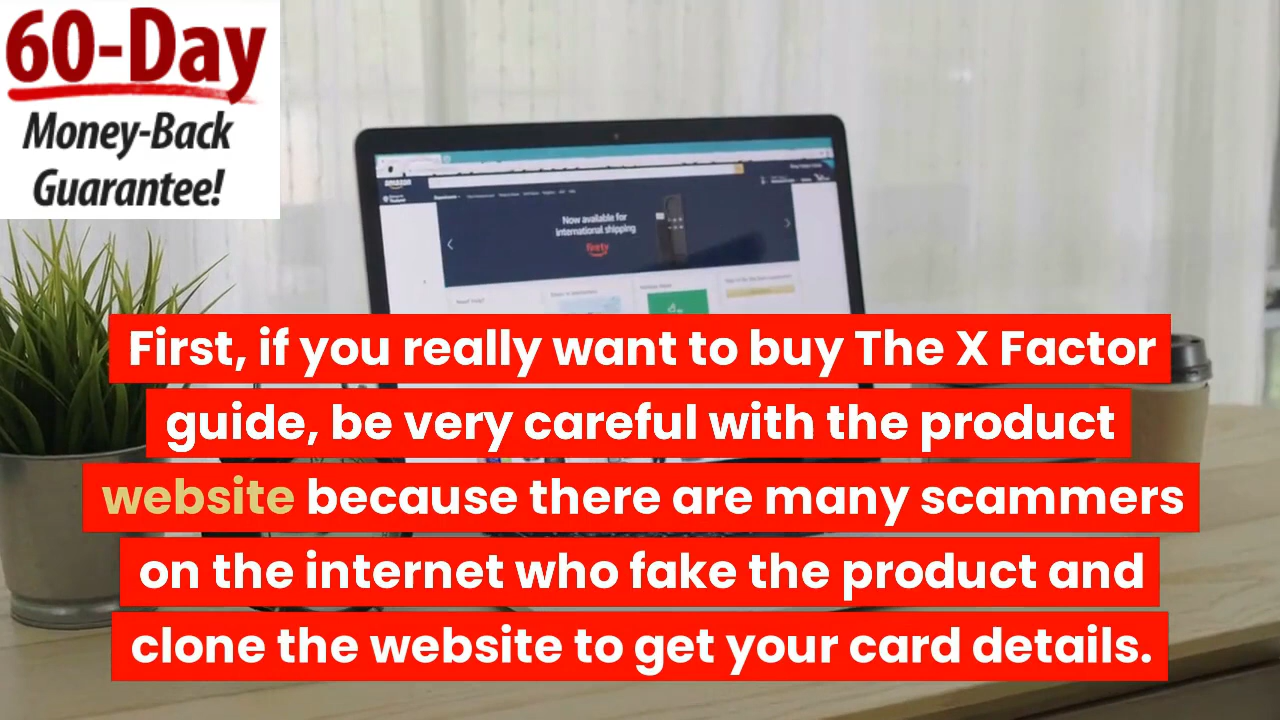 60-Day
Money-Back
Guarantee!
amazon
Now available for
international shipping
firetv
First, if you really want to buy The X Factor
guide, be very careful with the product
website because there are many scammers
on the internet who fake the product and
clone the website to get your card details.